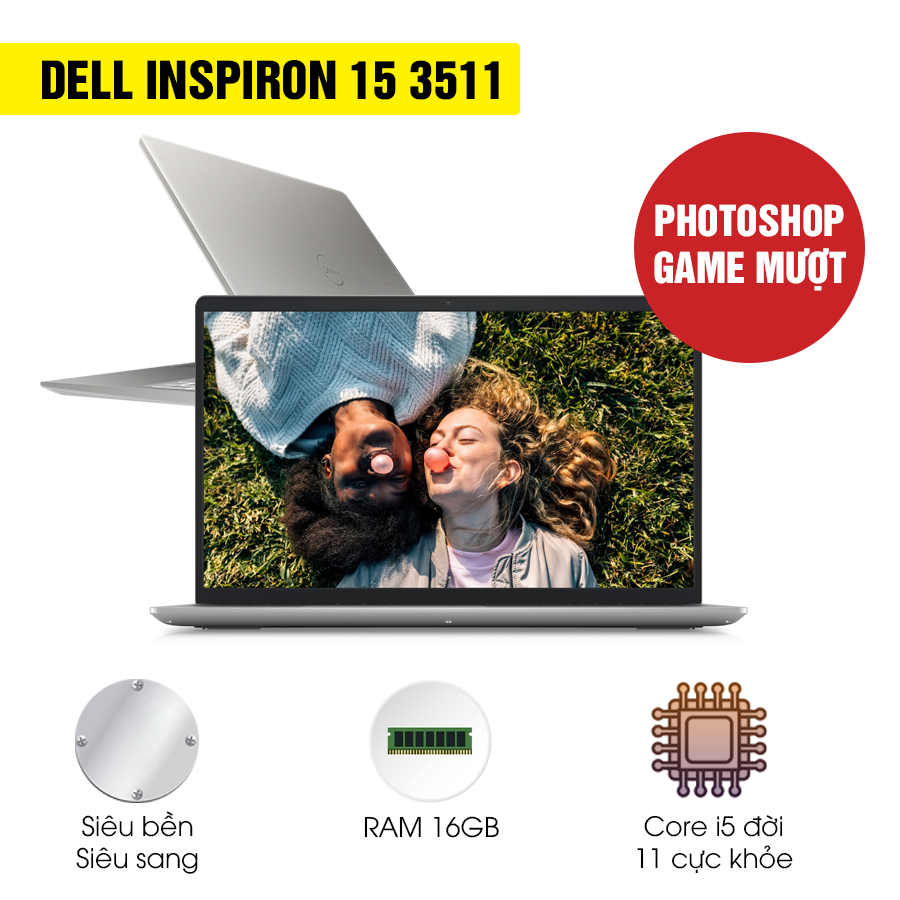 DELL INSPIRON 15 3511
PHOTOSHOP
GAME MƯỢT
DELL
Siêu bền
Siêu sang
RAM 16GB
Core i5 đời
11 cực khỏe